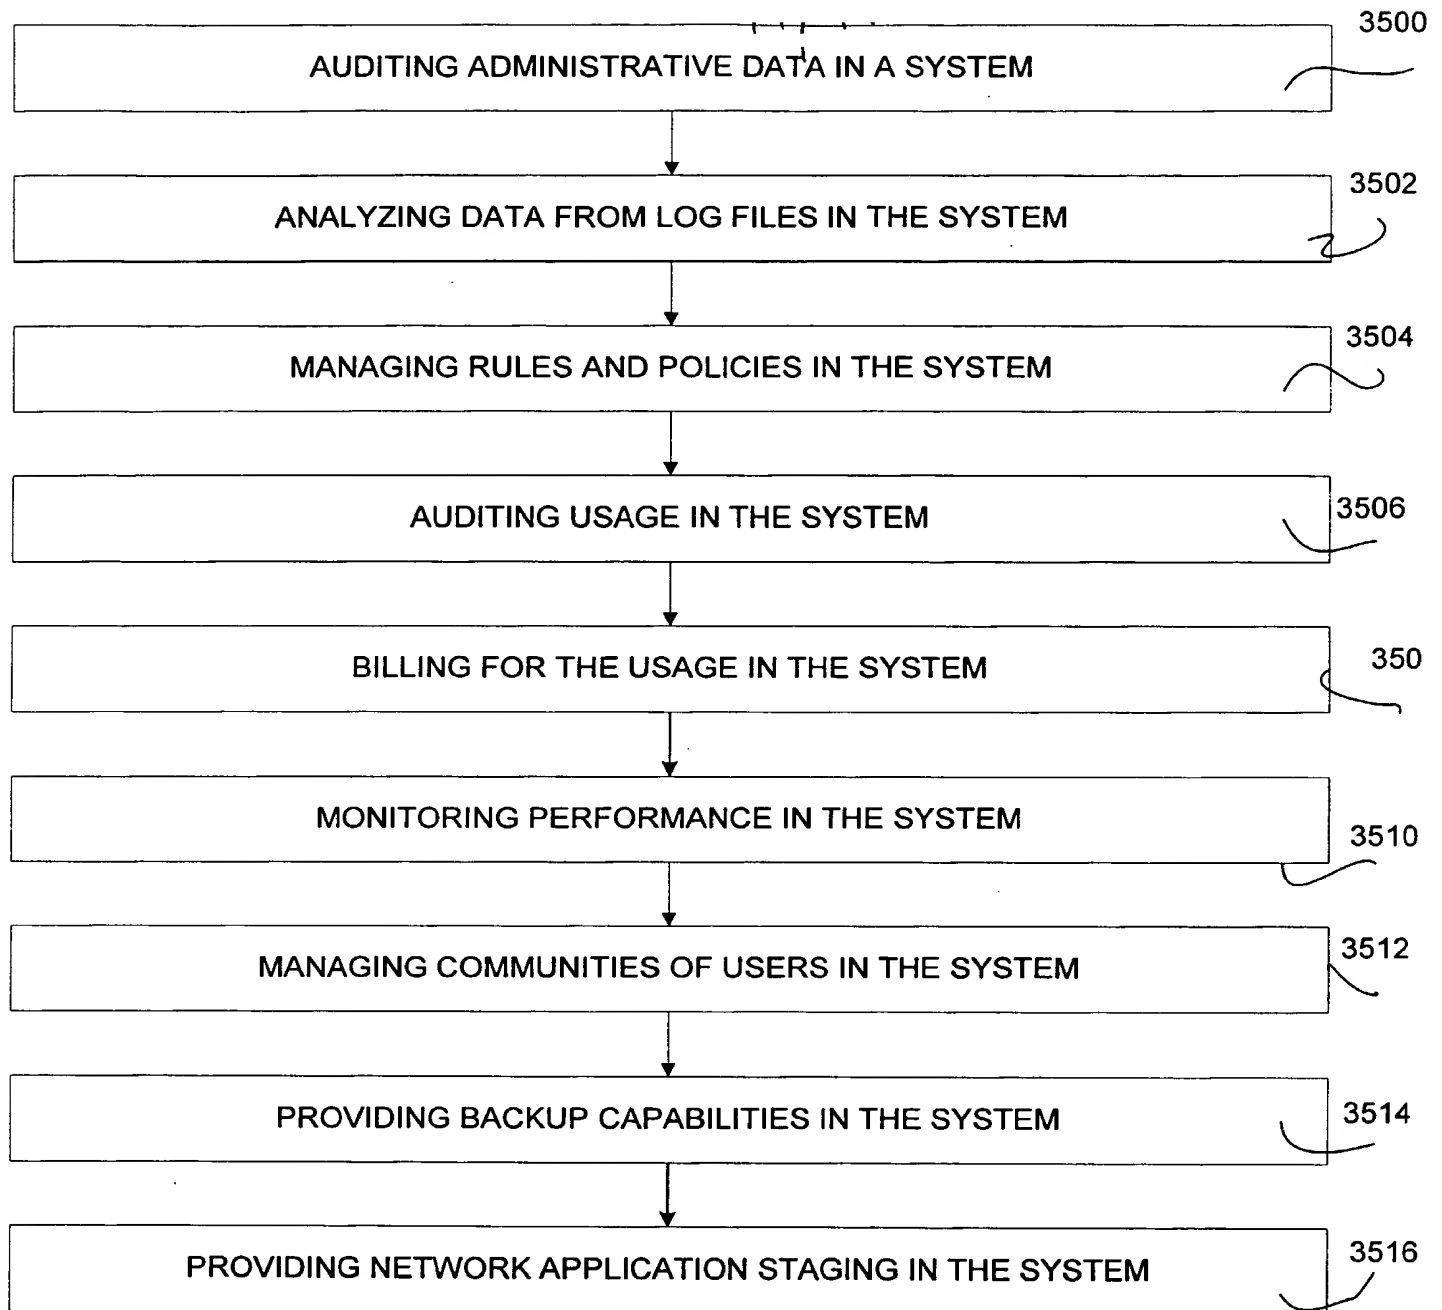 3500
AUDITING ADMINISTRATIVE DATA IN A SYSTEM
3502
ANALYZING DATA FROM LOG FILES IN THE SYSTEM
3504
MANAGING RULES AND POLICIES IN THE SYSTEM
3506
AUDITING USAGE IN THE SYSTEM
350
BILLING FOR THE USAGE IN THE SYSTEM
MONITORING PERFORMANCE IN THE SYSTEM
3510
3512
MANAGING COMMUNITIES OF USERS IN THE SYSTEM
3514
PROVIDING BACKUP CAPABILITIES IN THE SYSTEM
3516
PROVIDING NETWORK APPLICATION STAGING IN THE SYSTEM